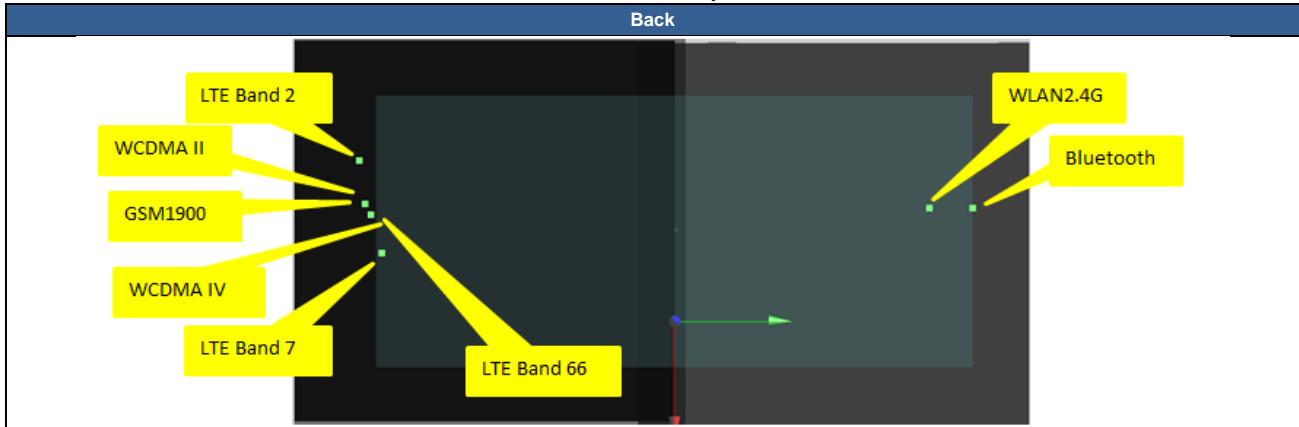 Back
LTE Band 2
WLAN2.4G
WCDMA II
Bluetooth
GSM1900
WCDMA IV
LTE Band 7
LTE Band 66